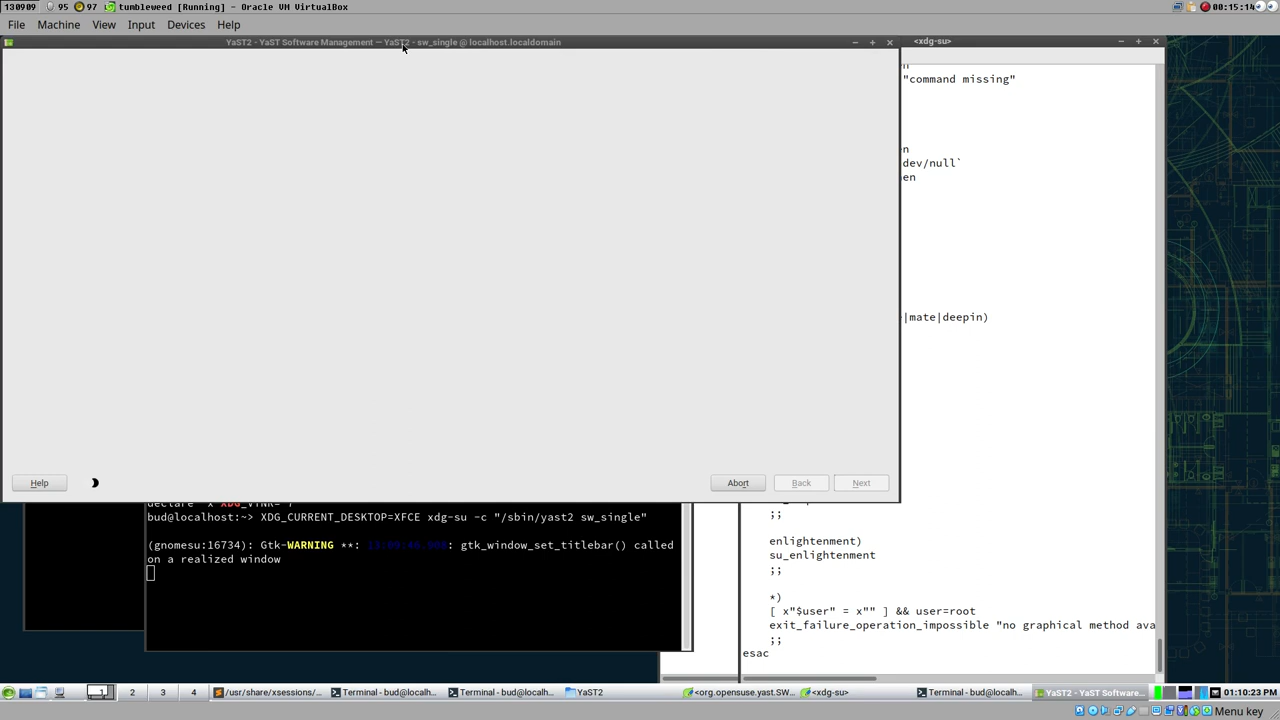 130909 95 97 tumbleweed [Running] - Oracle VM VirtualBox 00:15:14
File Machine View Input Devices Help
YaST2 - YaST Software Management — YaST2 - sw_single @ localhost.localdomain
<xdg-su>
"command missing"
dev/null`
|mate|deepin)
Help Abort Back Next
bud@localhost:~> XDG_CURRENT_DESKTOP=XFCE xdg-su -c "/sbin/yast2 sw_single"
(gnomesu:16734): Gtk-WARNING **: : gtk_window_set_titlebar() called
on a realized window
;;
enlightenment)
su_enlightenment
;;
*)
[ x"$user" = x"" ] && user=root
exit_failure_operation_impossible "no graphical method ava
;;
esac
1 2 3 4 /usr/share/xsessions/... Terminal - bud@localh... Terminal - bud@localh... YaST2 <org.opensuse.yast.SW... <xdg-su> Terminal - bud@localh... YaST2 - YaST Software... 01:10:23 PM
Menu key